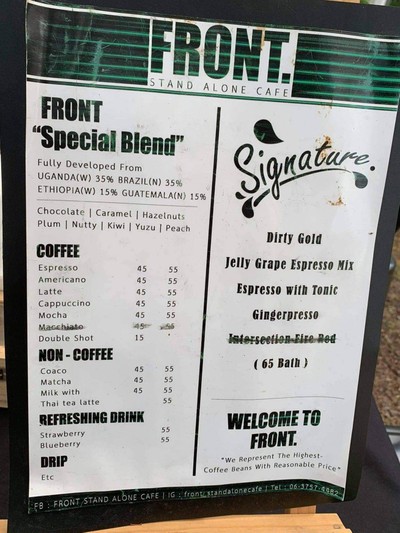 FRONT.
STAND ALONE CAFE
FRONT
"Special Blend"
Fully Developed From
UGANDA(W) 35% BRAZIL(N) 35%
ETHIOPIA(W) 15% GUATEMALA(N) 15%
Chocolate | Caramel | Hazelnuts
Plum | Nutty | Kiwi | Yuzu | Peach
COFFEE
Espresso 45 55
Americano 45 55
Latte 45 55
Cappuccino 45 55
Mocha 45 55
Macchiato 45 55
Double Shot 15
NON - COFFEE
Coaco 45 55
Matcha 45 55
Milk with 45 55
Thai tea latte 55
REFRESHING DRINK
Strawberry 55
Blueberry 55
DRIP
Etc
Signature.
Dirty Gold
Jelly Grape Espresso Mix
Espresso with Tonic
Gingerpresso
Intersection Fire Red
( 65 Bath )
WELCOME TO
FRONT.
"We Represent The Highest-
Coffee Beans With Reasonable Price"
FB : FRONT STAND ALONE CAFE | IG : front_standalonecafe | Tel : 06-3757-9982